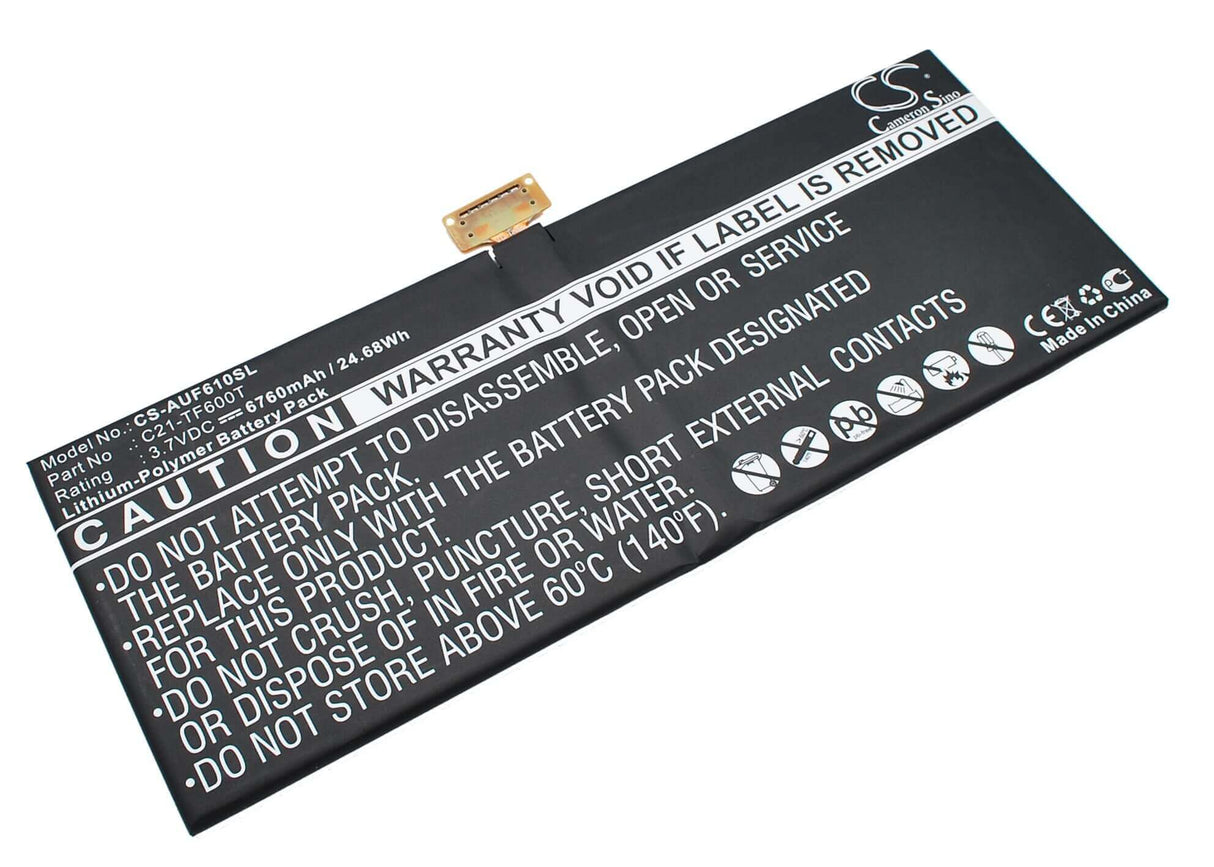 CS
Cameron Sino
Model No.: CS-AUF610SL
Part No : C21-TF600T
Rating : 3.7VDC⎓6760mAh / 24.68Wh
Lithium-Polymer Battery Pack
CAUTION WARRANTY VOID IF LABEL IS REMOVED
•DO NOT ATTEMPT TO DISASSEMBLE, OPEN OR SERVICE
THE BATTERY PACK.
•REPLACE ONLY WITH THE BATTERY PACK DESIGNATED
FOR THIS PRODUCT.
•DO NOT CRUSH, PUNCTURE, SHORT EXTERNAL CONTACTS
OR DISPOSE OF IN FIRE OR WATER.
•DO NOT STORE ABOVE 60°C (140°F).
Pb
CE
Made in China